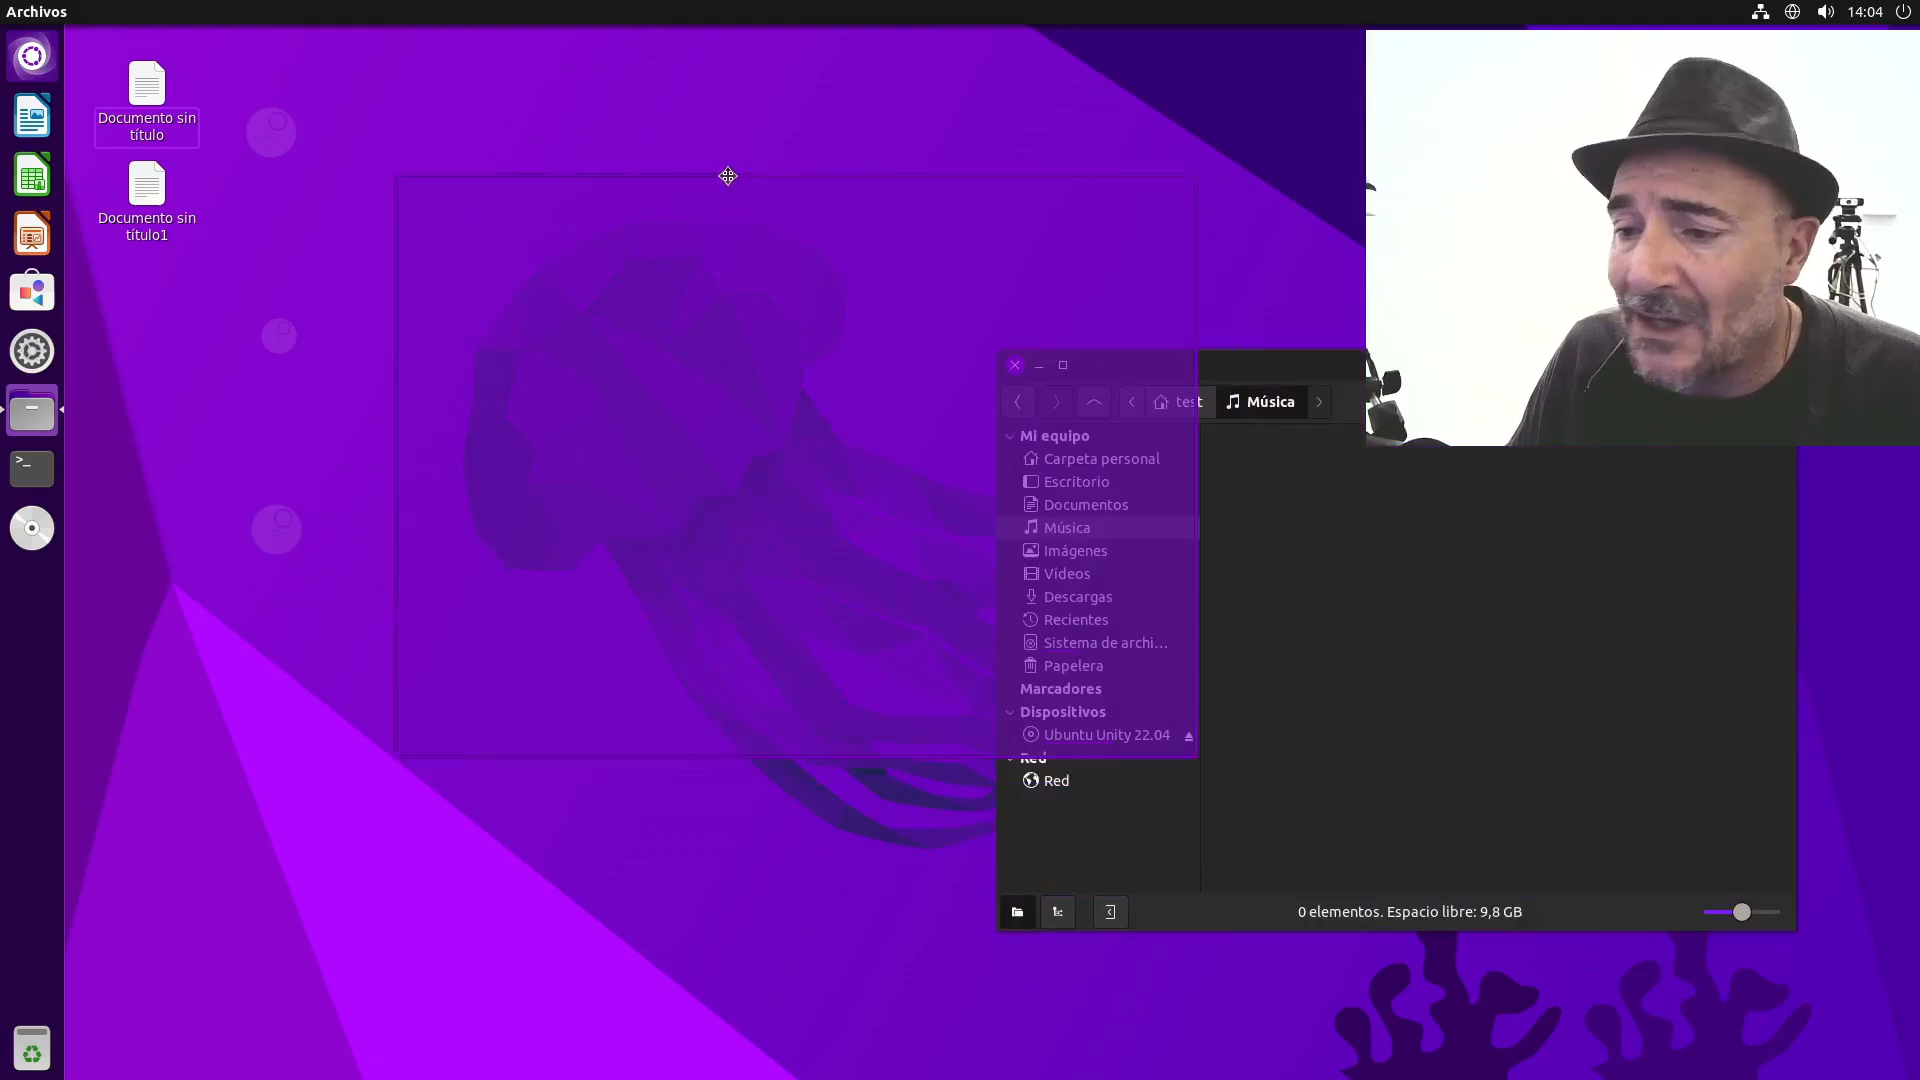 Archivos
14:04
Documento sin
título
Documento sin
título1
test
Música
Mi equipo
Carpeta personal
Escritorio
Documentos
Música
Imágenes
Vídeos
Descargas
Recientes
Sistema de archi…
Papelera
Marcadores
Dispositivos
Ubuntu Unity 22.04
Red
Red
0 elementos. Espacio libre: 9,8 GB